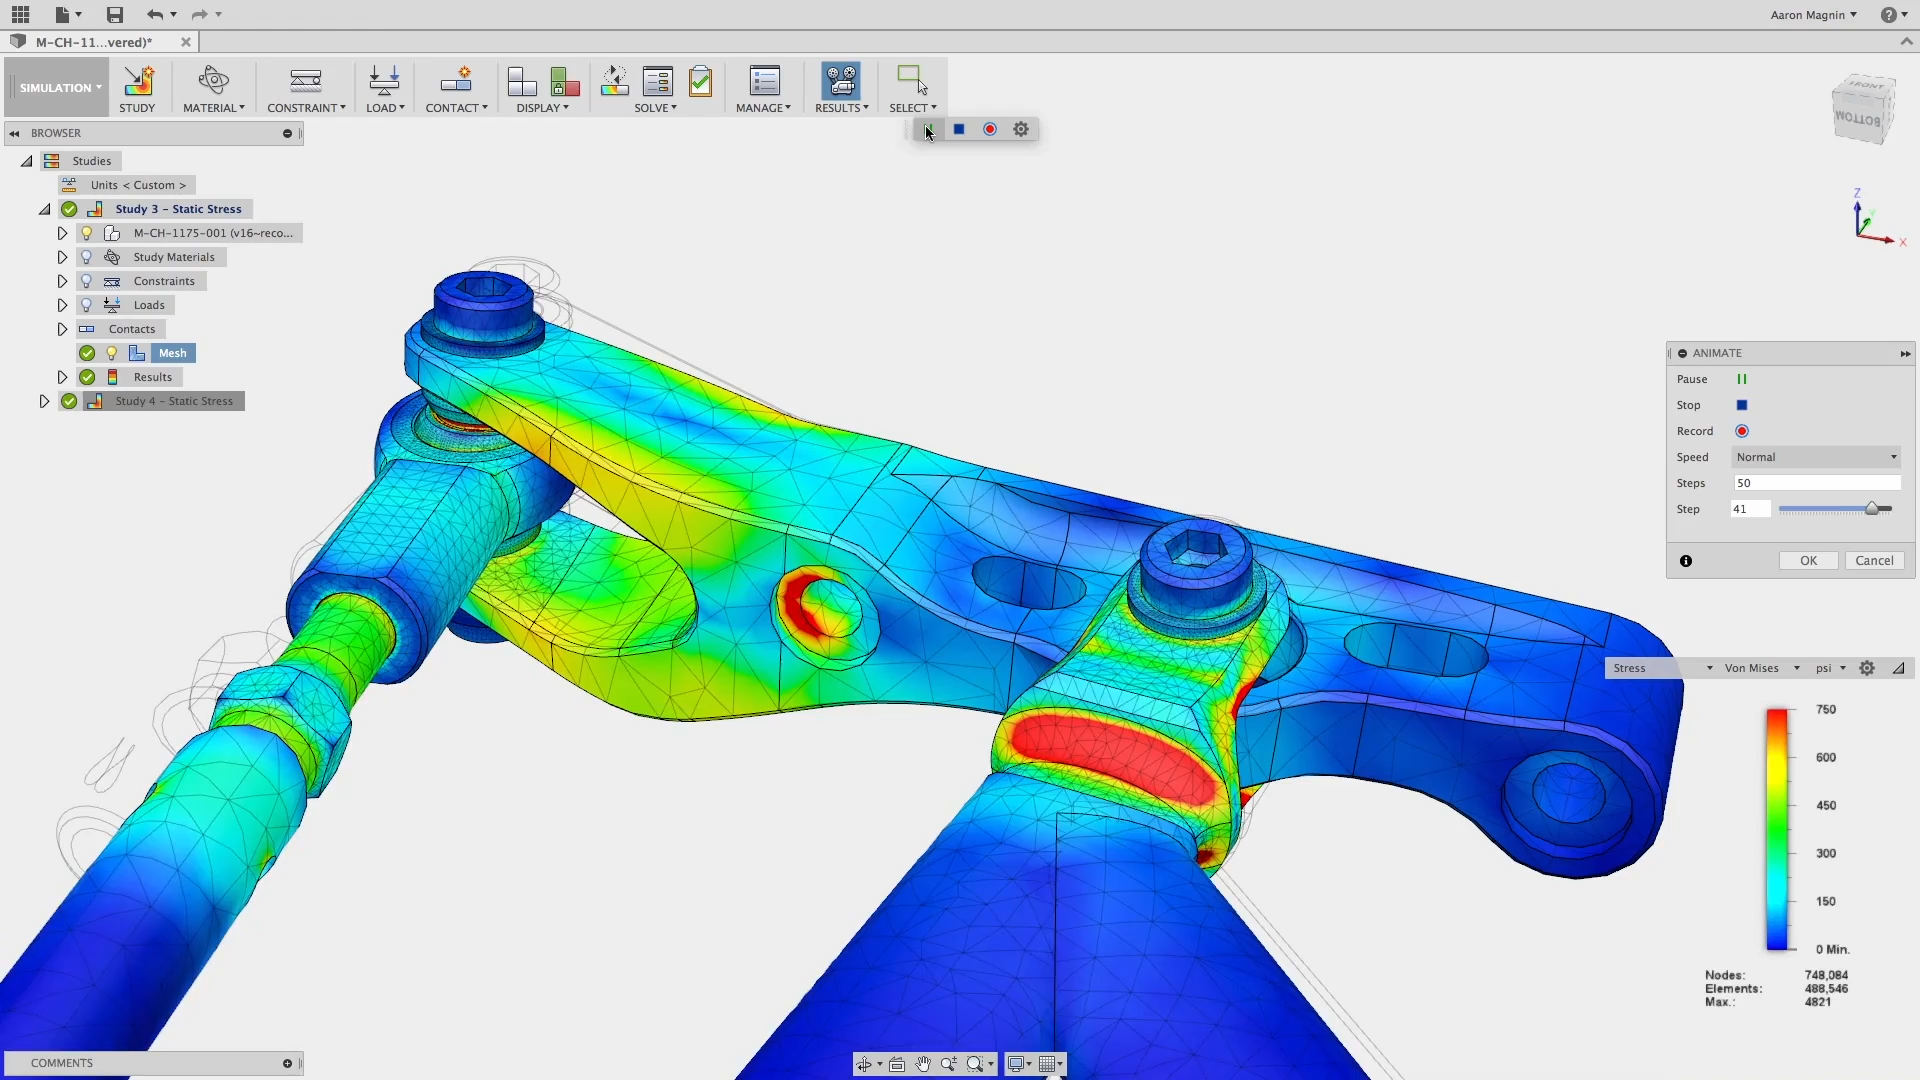 Aaron Magnin
?
M-CH-11...vered)*
SIMULATION
STUDY
MATERIAL
CONSTRAINT
LOAD
CONTACT
DISPLAY
SOLVE
MANAGE
RESULTS
SELECT
BROWSER
Studies
Units < Custom >
Study 3 - Static Stress
M-CH-1175-001 (v16~reco...
Study Materials
Constraints
Loads
Contacts
Mesh
Results
Study 4 - Static Stress
FRONT
BOTTOM
Z
Y
X
ANIMATE
Pause
Stop
Record
Speed Normal
Steps 50
Step 41
OK Cancel
Stress Von Mises psi
750
600
450
300
150
0 Min.
Nodes: 748,084
Elements: 488,546
Max.: 4821
COMMENTS